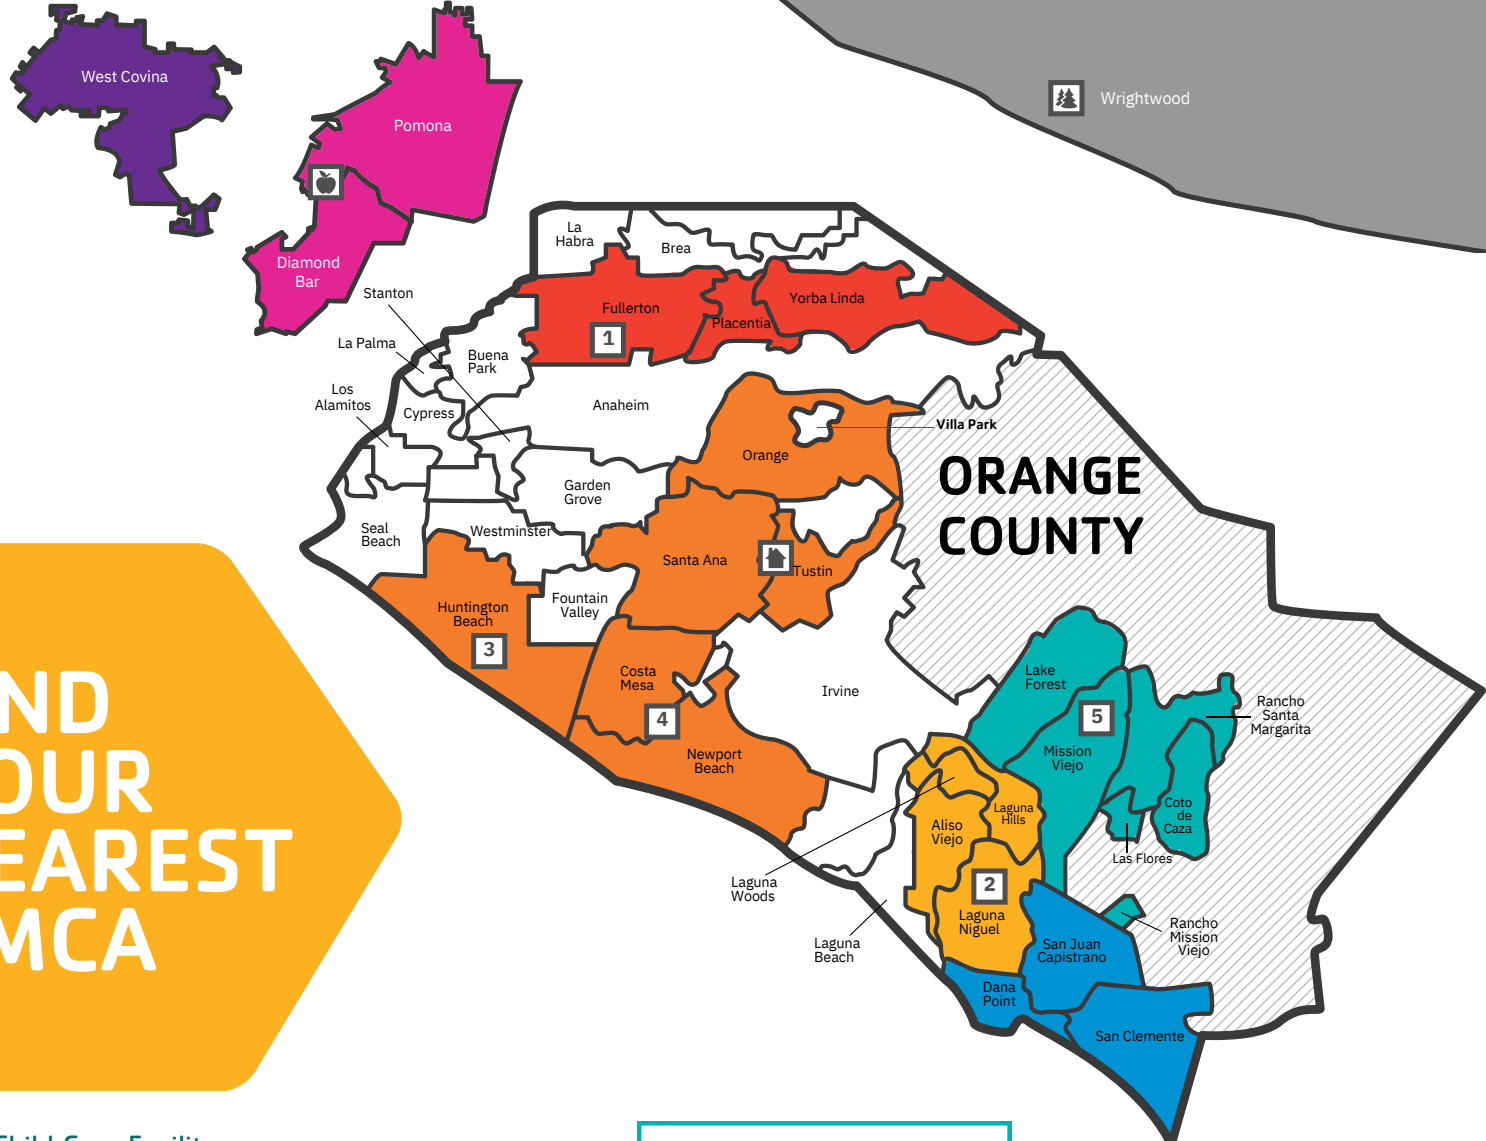 West Covina
Pomona
Wrightwood
Diamond
Bar
La
Habra
Brea
Stanton
Fullerton
Placentia
Yorba Linda
1
La Palma
Buena
Park
Los
Alamitos
Cypress
Anaheim
Villa Park
Orange
ORANGE
COUNTY
Garden
Grove
Seal
Beach
Westminster
Santa Ana
Tustin
Huntington
Beach
3
Fountain
Valley
Costa
Mesa
4
Irvine
Newport
Beach
Lake
Forest
5
Mission
Viejo
Rancho
Santa
Margarita
Coto
de
Caza
Las Flores
Laguna
Hills
Aliso
Viejo
Laguna
Woods
2
Laguna
Niguel
Laguna
Beach
San Juan
Capistrano
Rancho
Mission
Viejo
Dana
Point
San Clemente
ND
OUR
EAREST
MCA